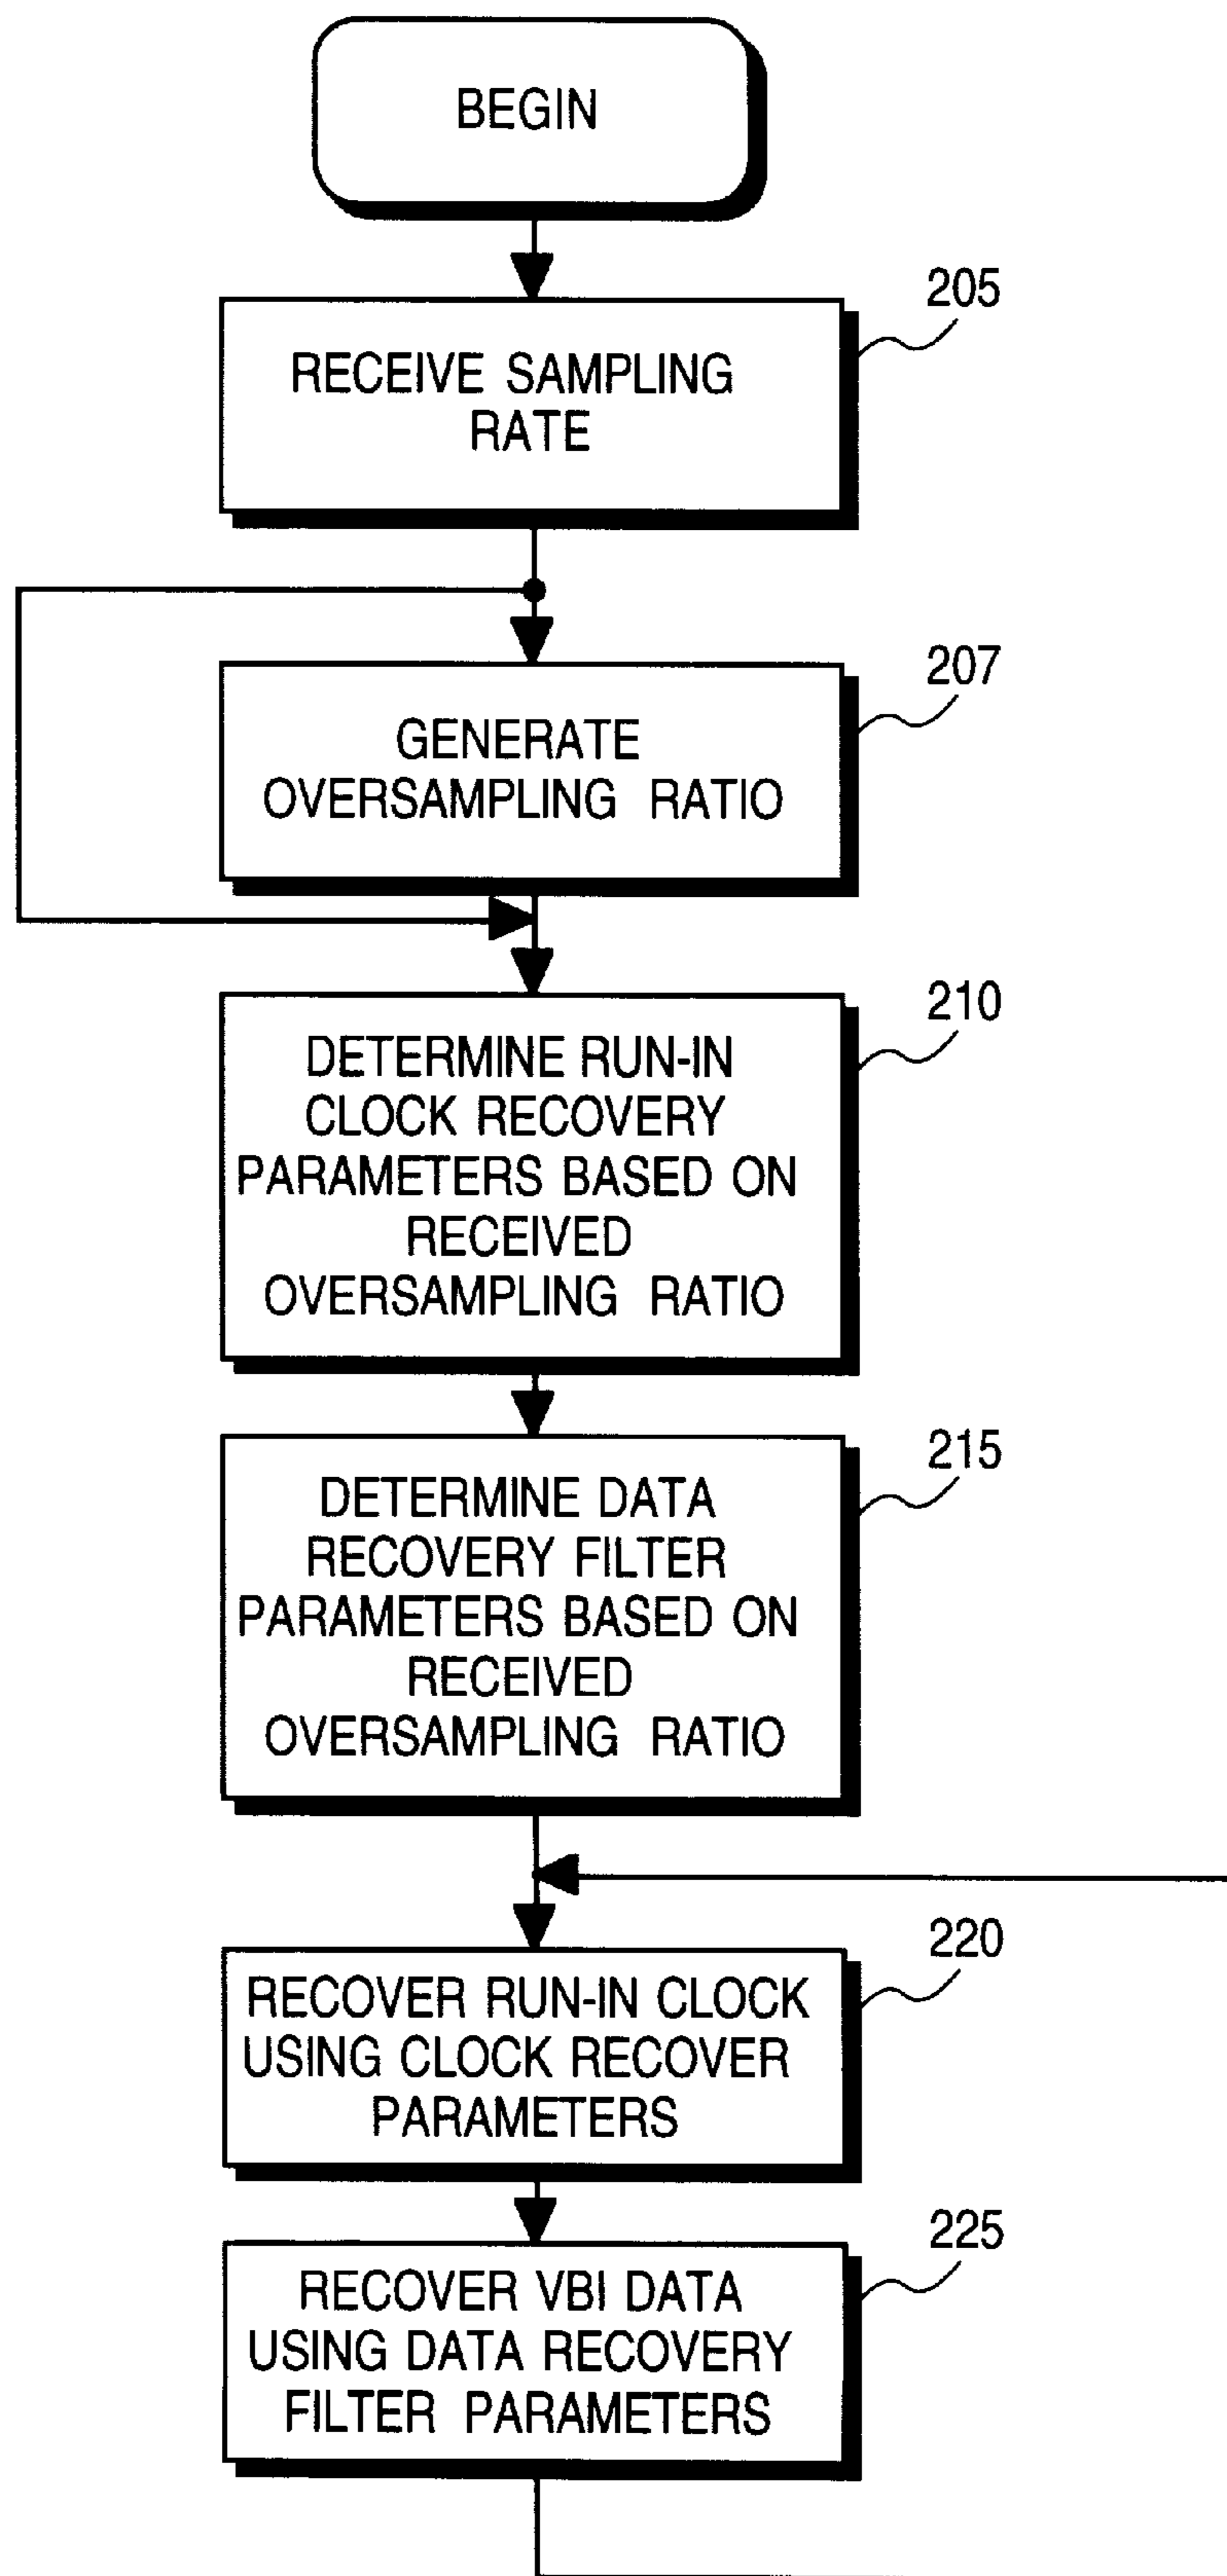 BEGIN
205
RECEIVE SAMPLING
RATE
207
GENERATE
OVERSAMPLING RATIO
210
DETERMINE RUN-IN
CLOCK RECOVERY
PARAMETERS BASED ON
RECEIVED
OVERSAMPLING RATIO
215
DETERMINE DATA
RECOVERY FILTER
PARAMETERS BASED ON
RECEIVED
OVERSAMPLING RATIO
220
RECOVER RUN-IN CLOCK
USING CLOCK RECOVER
PARAMETERS
225
RECOVER VBI DATA
USING DATA RECOVERY
FILTER PARAMETERS